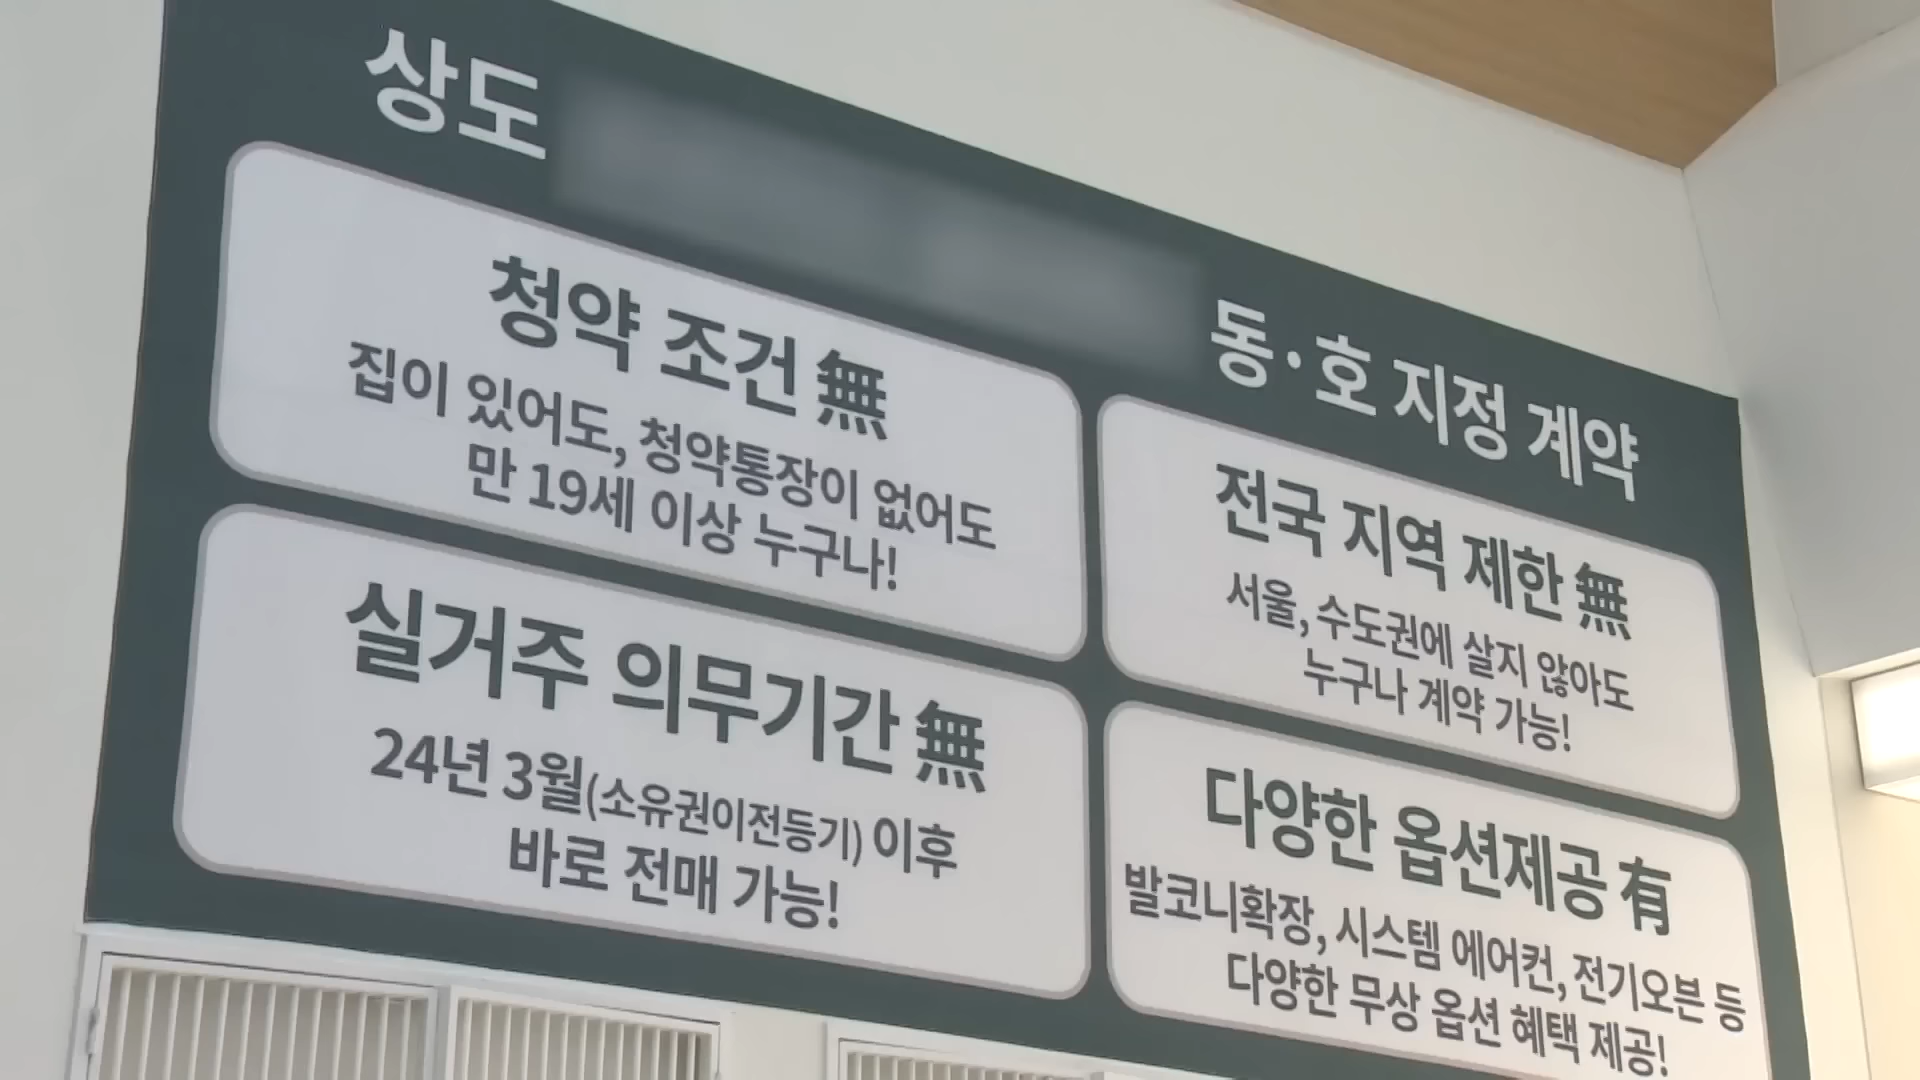 상도
동·호 지정 계약
청약 조건 無
집이 있어도, 청약통장이 없어도
만 19세 이상 누구나!
전국 지역 제한 無
서울, 수도권에 살지 않아도
누구나 계약 가능!
실거주 의무기간 無
24년 3월(소유권이전등기) 이후
바로 전매 가능!
다양한 옵션제공 有
발코니확장, 시스템 에어컨, 전기오븐 등
다양한 무상 옵션 혜택 제공!